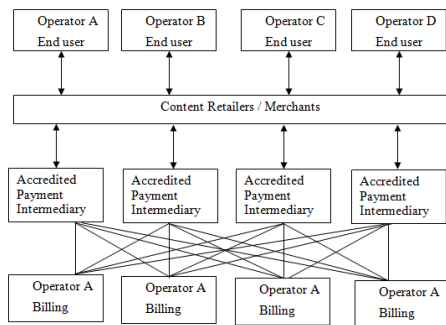 Operator A
End user
Operator B
End user
Operator C
End user
Operator D
End user
Content Retailers / Merchants
Accredited
Payment
Intermediary
Accredited
Payment
Intermediary
Accredited
Payment
Intermediary
Accredited
Payment
Intermediary
Operator A
Billing
Operator A
Billing
Operator A
Billing
Operator A
Billing